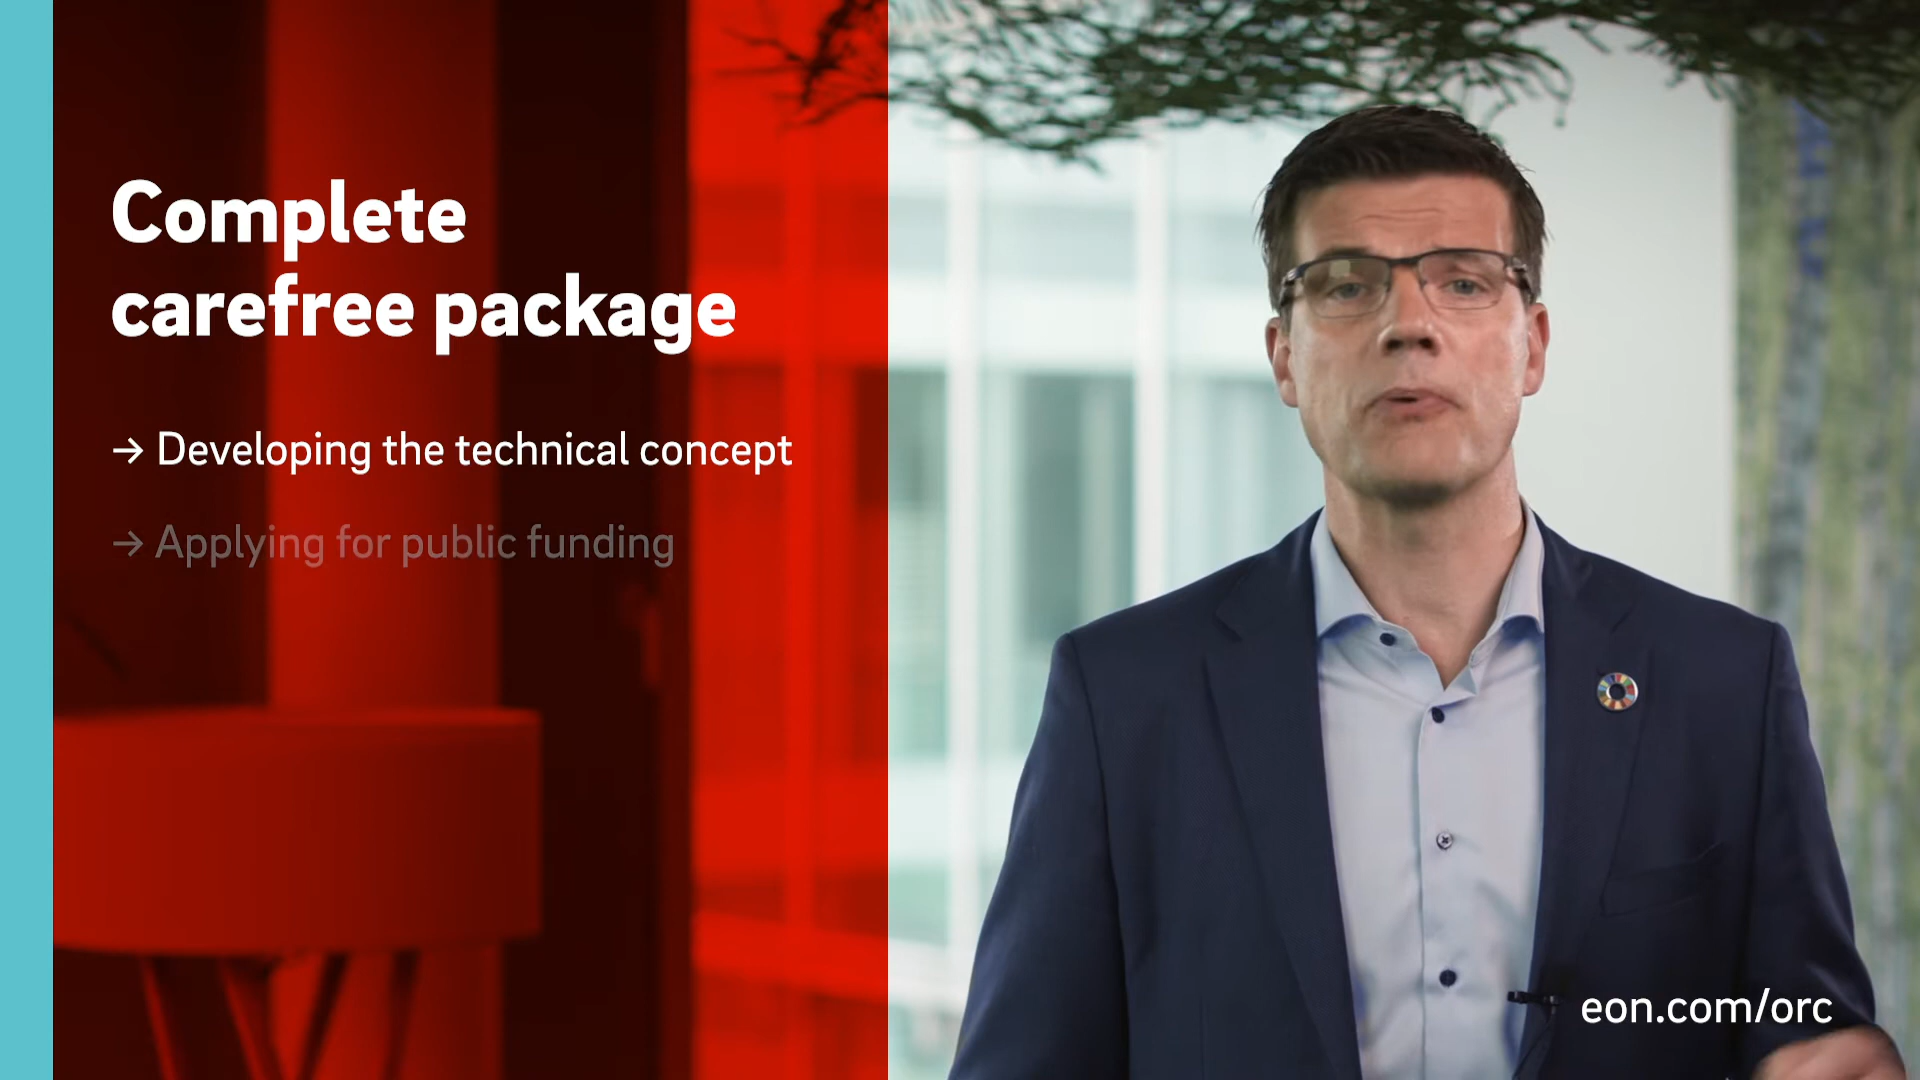 Complete
carefree package
→ Developing the technical concept
→ Applying for public funding
eon.com/orc